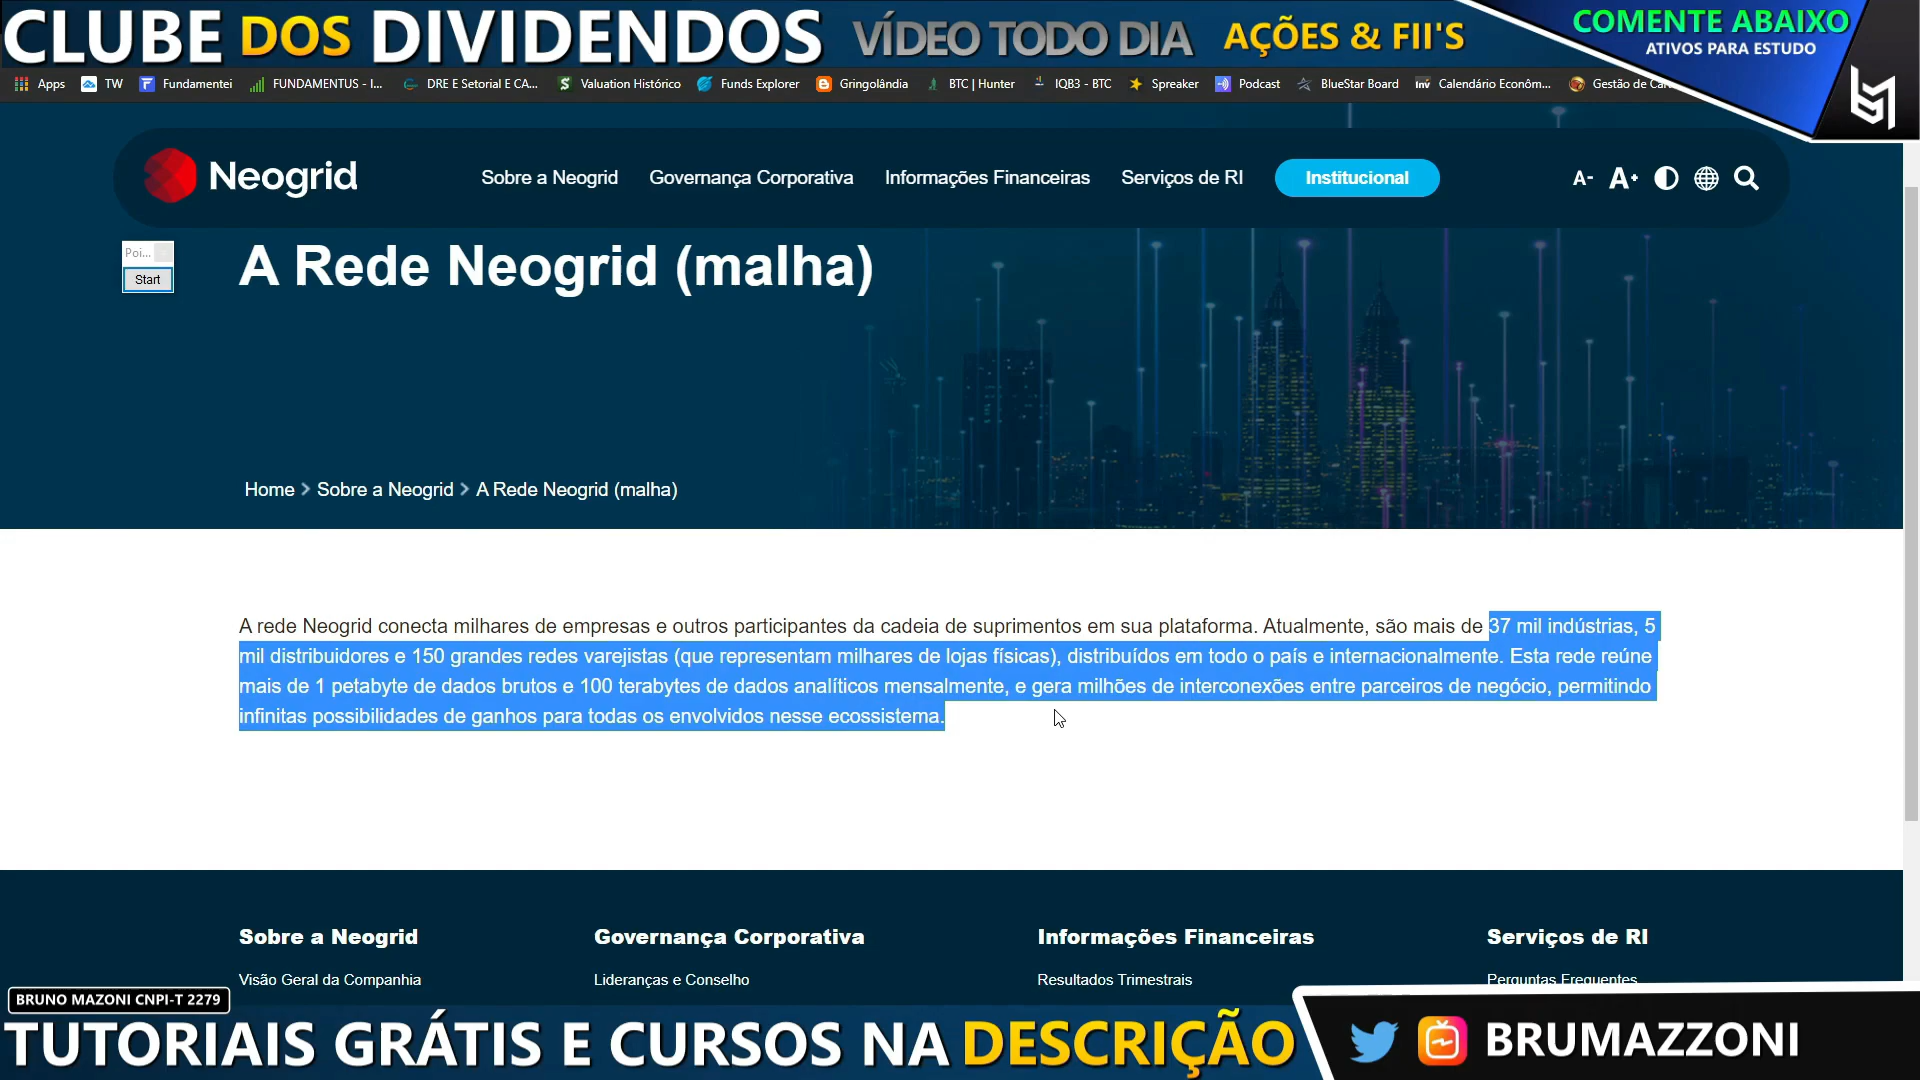 CLUBE DOS DIVIDENDOS VÍDEO TODO DIA AÇÕES & FII'S
COMENTE ABAIXO
ATIVOS PARA ESTUDO
Apps TW Fundamentei FUNDAMENTUS - I... DRE E Setorial E CA... Valuation Histórico Funds Explorer Gringolândia BTC | Hunter IQB3 - BTC Spreaker Podcast BlueStar Board Calendário Econôm... Gestão de
Neogrid Sobre a Neogrid Governança Corporativa Informações Financeiras Serviços de RI Institucional A- A+
Poi...
Start
A Rede Neogrid (malha)
Home > Sobre a Neogrid > A Rede Neogrid (malha)
A rede Neogrid conecta milhares de empresas e outros participantes da cadeia de suprimentos em sua plataforma. Atualmente, são mais de 37 mil indústrias, 5
mil distribuidores e 150 grandes redes varejistas (que representam milhares de lojas físicas), distribuídos em todo o país e internacionalmente. Esta rede reúne
mais de 1 petabyte de dados brutos e 100 terabytes de dados analíticos mensalmente, e gera milhões de interconexões entre parceiros de negócio, permitindo
infinitas possibilidades de ganhos para todas os envolvidos nesse ecossistema.
Sobre a Neogrid Governança Corporativa Informações Financeiras Serviços de RI
Visão Geral da Companhia Lideranças e Conselho Resultados Trimestrais Perguntas Frequentes
BRUNO MAZONI CNPI-T 2279
TUTORIAIS GRÁTIS E CURSOS NA DESCRIÇÃO
BRUMAZZONI